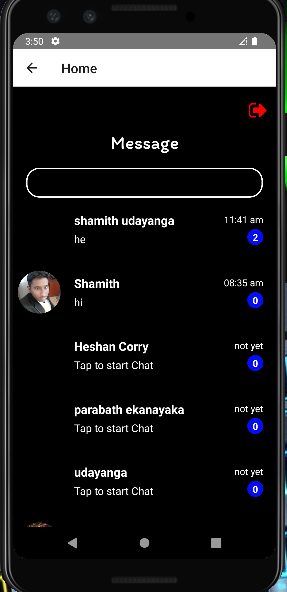 3:50
Home
Message
shamith udayanga 11:41 am
he 2
Shamith 08:35 am
hi 0
Heshan Corry not yet
Tap to start Chat 0
parabath ekanayaka not yet
Tap to start Chat 0
udayanga not yet
Tap to start Chat 0